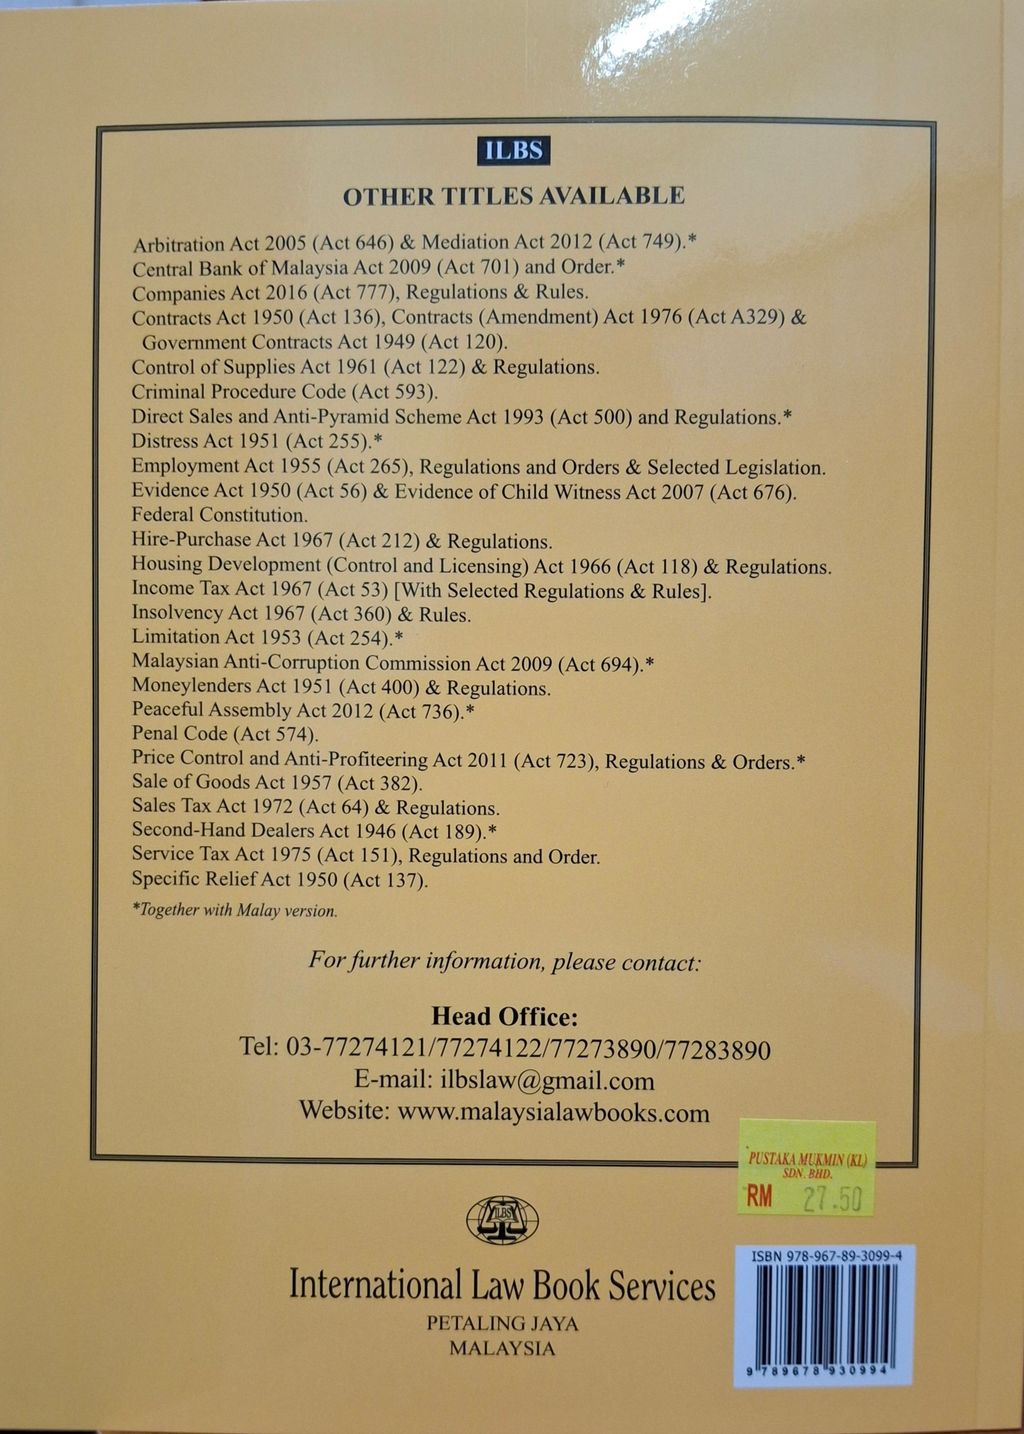 ILBS
OTHER TITLES AVAILABLE
Arbitration Act 2005 (Act 646) & Mediation Act 2012 (Act 749).*
Central Bank of Malaysia Act 2009 (Act 701) and Order.*
Companies Act 2016 (Act 777), Regulations & Rules.
Contracts Act 1950 (Act 136), Contracts (Amendment) Act 1976 (Act A329) &
Government Contracts Act 1949 (Act 120).
Control of Supplies Act 1961 (Act 122) & Regulations.
Criminal Procedure Code (Act 593).
Direct Sales and Anti-Pyramid Scheme Act 1993 (Act 500) and Regulations.*
Distress Act 1951 (Act 255).*
Employment Act 1955 (Act 265), Regulations and Orders & Selected Legislation.
Evidence Act 1950 (Act 56) & Evidence of Child Witness Act 2007 (Act 676).
Federal Constitution.
Hire-Purchase Act 1967 (Act 212) & Regulations.
Housing Development (Control and Licensing) Act 1966 (Act 118) & Regulations.
Income Tax Act 1967 (Act 53) [With Selected Regulations & Rules].
Insolvency Act 1967 (Act 360) & Rules.
Limitation Act 1953 (Act 254).*
Malaysian Anti-Corruption Commission Act 2009 (Act 694).*
Moneylenders Act 1951 (Act 400) & Regulations.
Peaceful Assembly Act 2012 (Act 736).*
Penal Code (Act 574).
Price Control and Anti-Profiteering Act 2011 (Act 723), Regulations & Orders.*
Sale of Goods Act 1957 (Act 382).
Sales Tax Act 1972 (Act 64) & Regulations.
Second-Hand Dealers Act 1946 (Act 189).*
Service Tax Act 1975 (Act 151), Regulations and Order.
Specific Relief Act 1950 (Act 137).
*Together with Malay version.
For further information, please contact:
Head Office:
Tel: 03-77274121/77274122/77273890/77283890
E-mail: ilbslaw@gmail.com
Website: www.malaysialawbooks.com
PUSTAKA MUKMIN (KL)
SDN. BHD.
RM 27.50
ILBS
International Law Book Services
PETALING JAYA
MALAYSIA
ISBN 978-967-89-3099-4
9 789678 930994